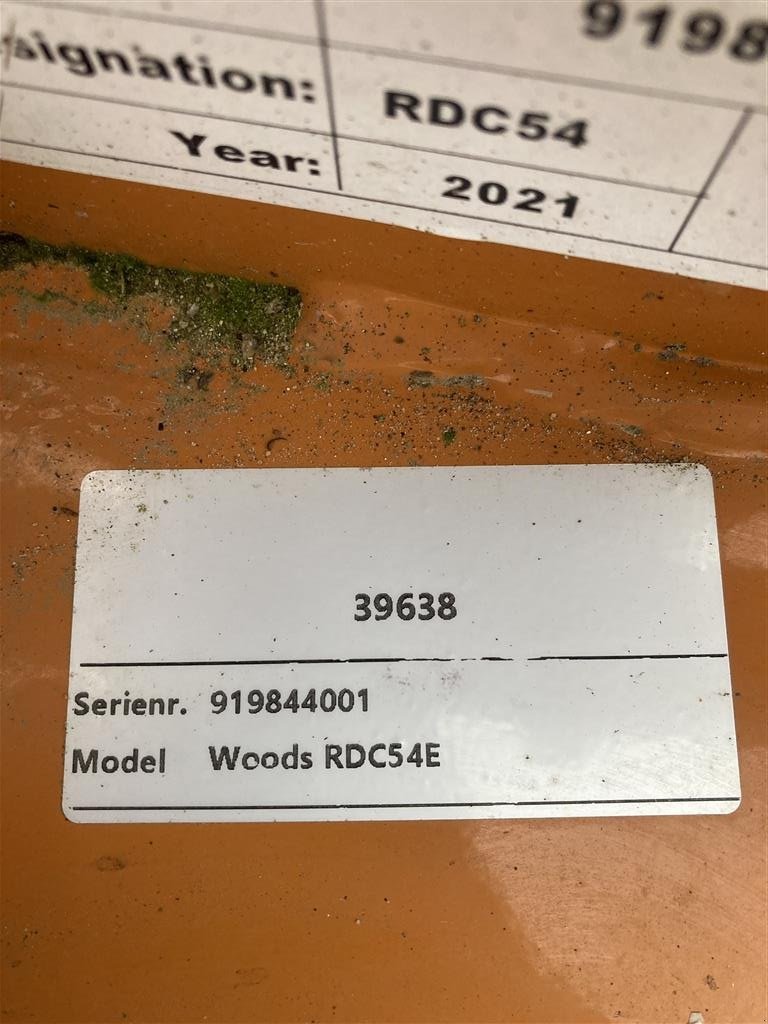 9198
signation: RDC54
Year: 2021
39638
Serienr. 919844001
Model Woods RDC54E